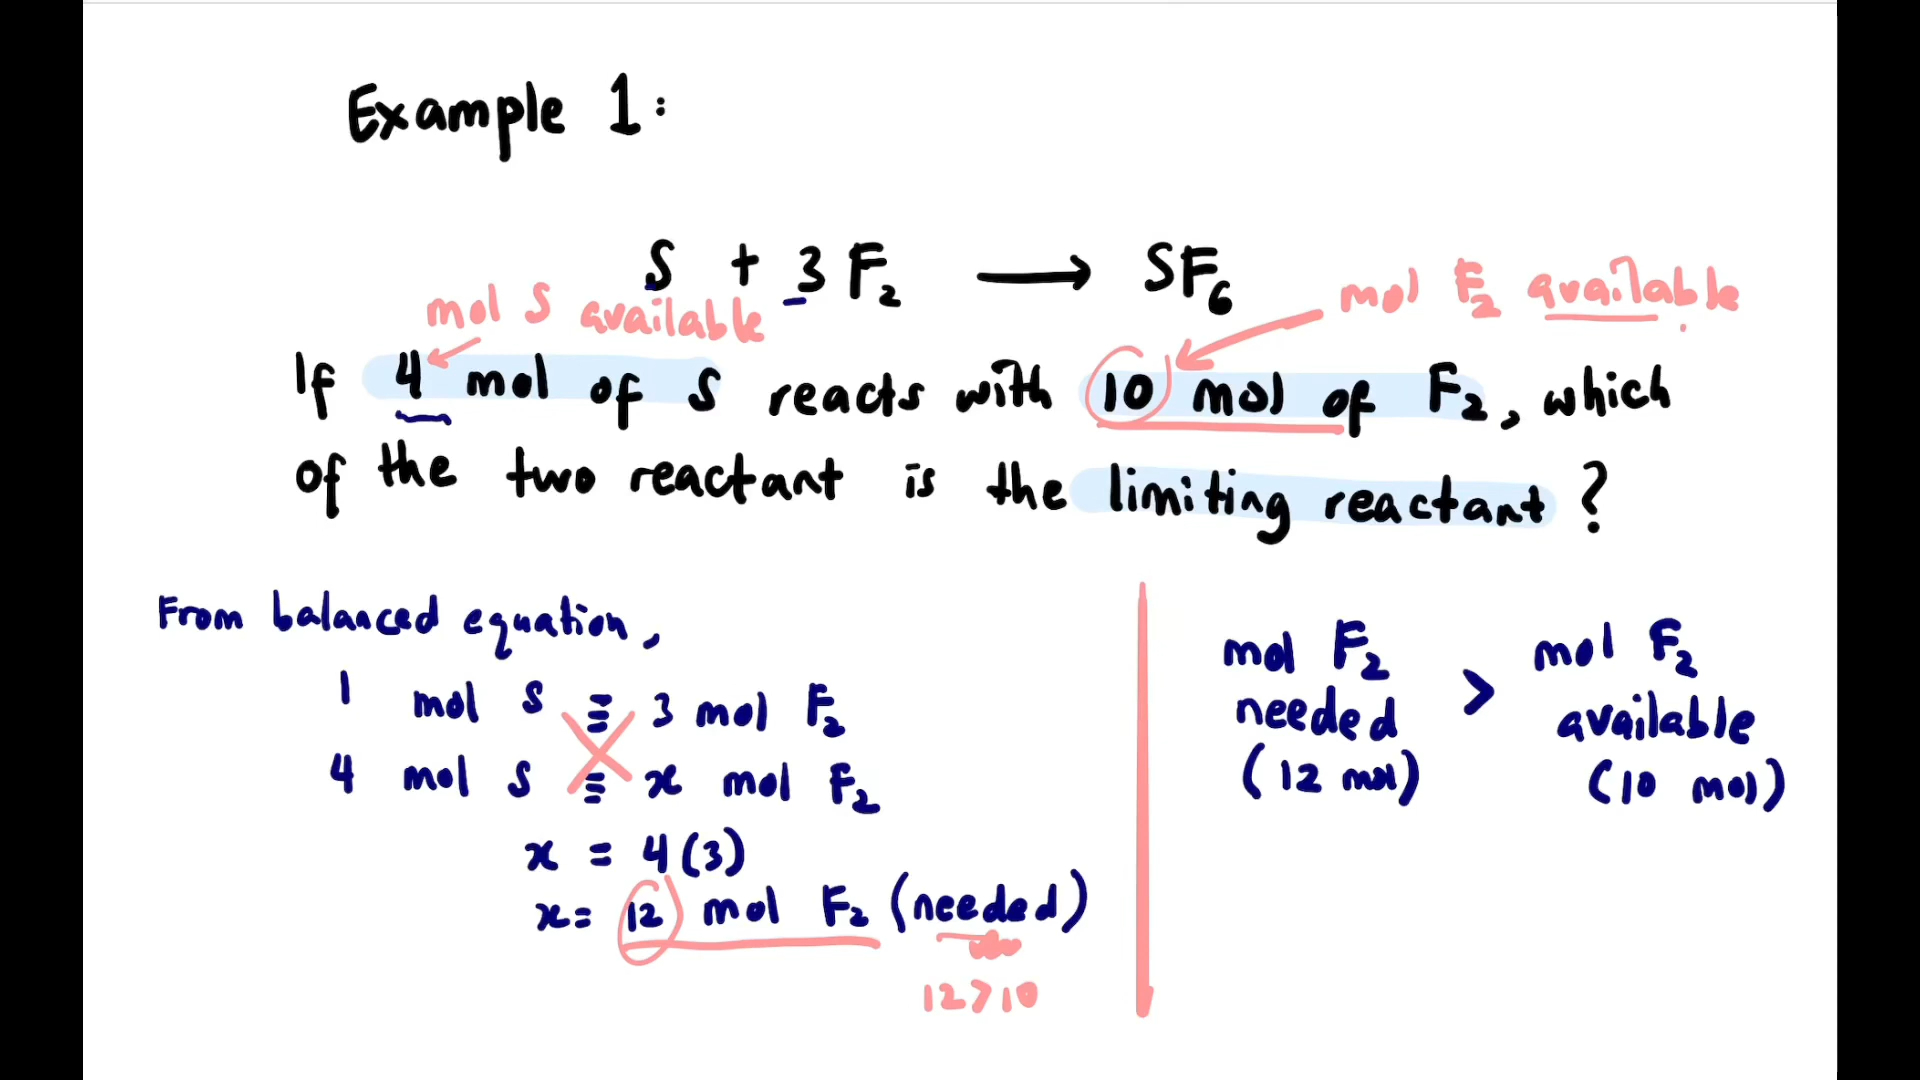 Example 1:
S + 3F₂ ⟶ SF₆
mol S available
mol F₂ available
If 4 mol of S reacts with 10 mol of F₂, which
of the two reactant is the limiting reactant?
From balanced equation,
1 mol S ≡ 3 mol F₂
4 mol S ≡ x mol F₂
x = 4(3)
x = 12 mol F₂ (needed)
12 > 10
mol F₂
needed
(12 mol)
>
mol F₂
available
(10 mol)